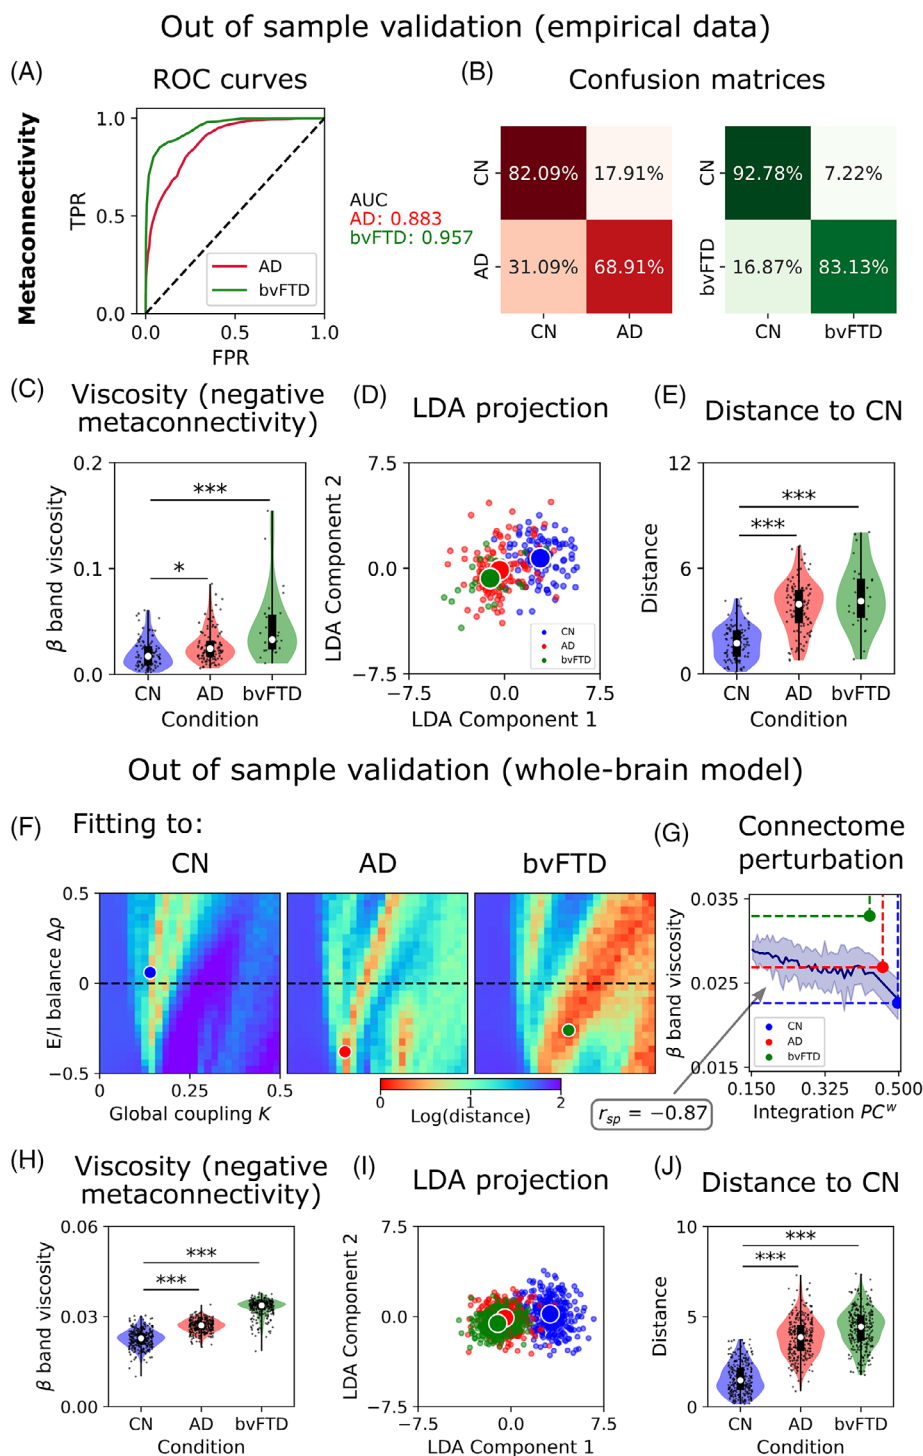 Out of sample validation (empirical data)
(A)
ROC curves
Metaconnectivity
TPR
1.0
0.5
0.0
0.0
0.5
1.0
FPR
AD
bvFTD
AUC
AD: 0.883
bvFTD: 0.957
(B)
Confusion matrices
CN
AD
82.09%
17.91%
31.09%
68.91%
CN
AD
CN
bvFTD
92.78%
7.22%
16.87%
83.13%
CN
bvFTD
(C)
Viscosity (negative
metaconnectivity)
β band viscosity
0.2
0.1
0.0
***
*
CN
AD
bvFTD
Condition
(D)
LDA projection
LDA Component 2
7.5
0.0
−7.5
CN
AD
bvFTD
−7.5
0.0
7.5
LDA Component 1
(E)
Distance to CN
Distance
12
6
0
***
***
CN
AD
bvFTD
Condition
Out of sample validation (whole-brain model)
(F)
Fitting to:
CN
AD
bvFTD
E/I balance Δρ
0.5
0
−0.5
0
0.25
0.5
Global coupling K
0
1
2
Log(distance)
(G)
Connectome
perturbation
β band viscosity
0.035
0.025
0.015
CN
AD
bvFTD
0.150
0.325
0.500
Integration PCʷ
rₛₚ = −0.87
(H)
Viscosity (negative
metaconnectivity)
β band viscosity
0.06
0.03
0.00
***
***
CN
AD
bvFTD
Condition
(I)
LDA projection
LDA Component 2
7.5
0.0
−7.5
−7.5
0.0
7.5
LDA Component 1
(J)
Distance to CN
Distance
10
5
0
***
***
CN
AD
bvFTD
Condition